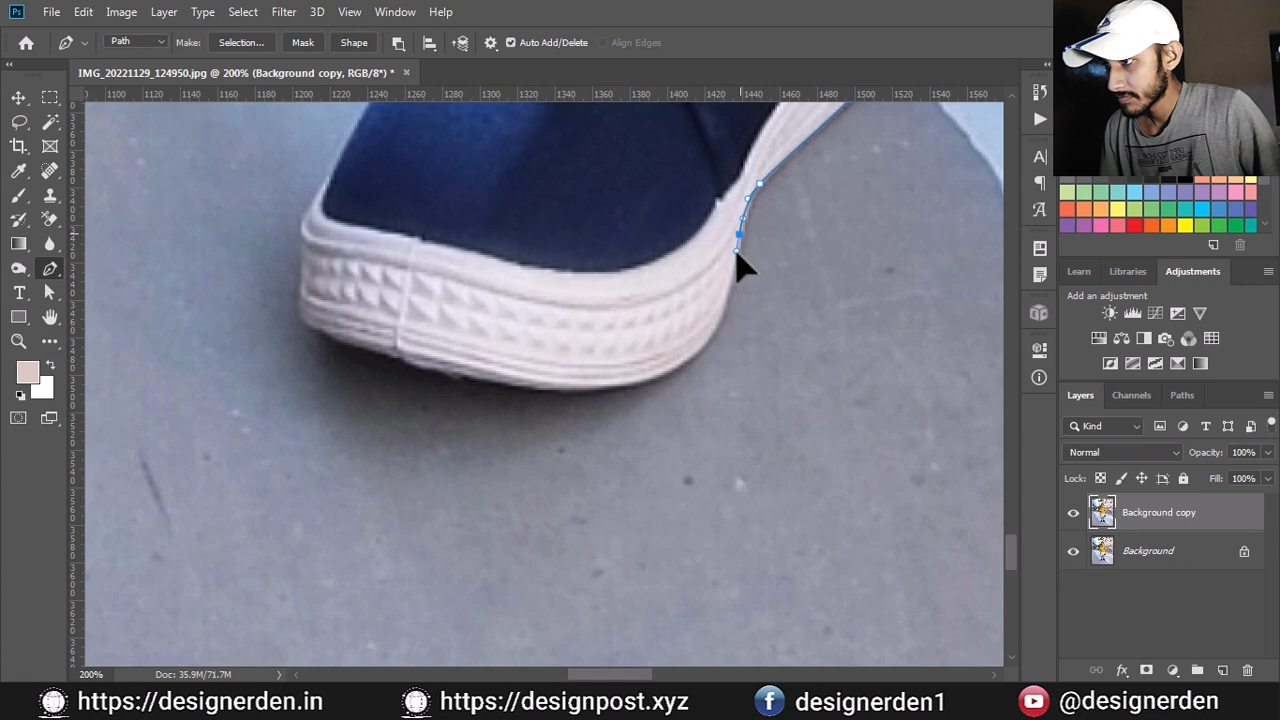 Ps File Edit Image Layer Type Select Filter 3D View Window Help
Path Make: Selection... Mask Shape Auto Add/Delete Align Edges
IMG_20221129_124950.jpg @ 200% (Background copy, RGB/8*) * ×
1100 1120 1140 1160 1180 1200 1220 1240 1260 1280 1300 1320 1340 1360 1380 1400 1420 1440 1460 1480 1500 1520 1540 1560
Learn Libraries Adjustments
Add an adjustment
Layers Channels Paths
Kind
Normal Opacity: 100%
Lock: Fill: 100%
Background copy
Background
200% Doc: 35.9M/71.7M
https://designerden.in https://designpost.xyz designerden1 @designerden